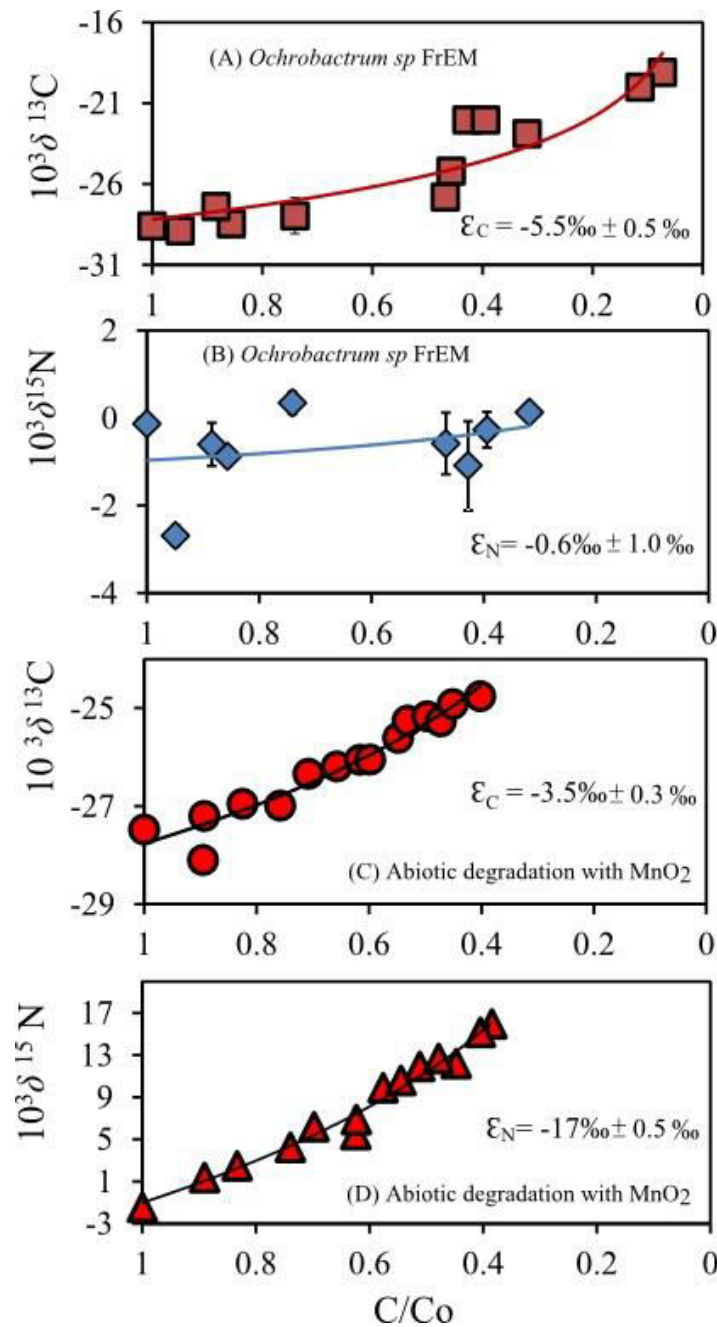 -16
(A) Ochrobactrum sp FrEM
-21
10³δ ¹³C
-26
Ɛ_C = -5.5‰ ± 0.5 ‰
-31
1 0.8 0.6 0.4 0.2 0
2
(B) Ochrobactrum sp FrEM
0
10³δ¹⁵N
-2
Ɛ_N= -0.6‰ ± 1.0 ‰
-4
1 0.8 0.6 0.4 0.2 0
-25
10 ³δ ¹³C
-27
Ɛ_C = -3.5‰ ± 0.3 ‰
(C) Abiotic degradation with MnO₂
-29
1 0.8 0.6 0.4 0.2 0
17
13
10³δ ¹⁵ N
9
5
Ɛ_N= -17‰ ± 0.5 ‰
1
(D) Abiotic degradation with MnO₂
-3
1 0.8 0.6 0.4 0.2 0
C/Co